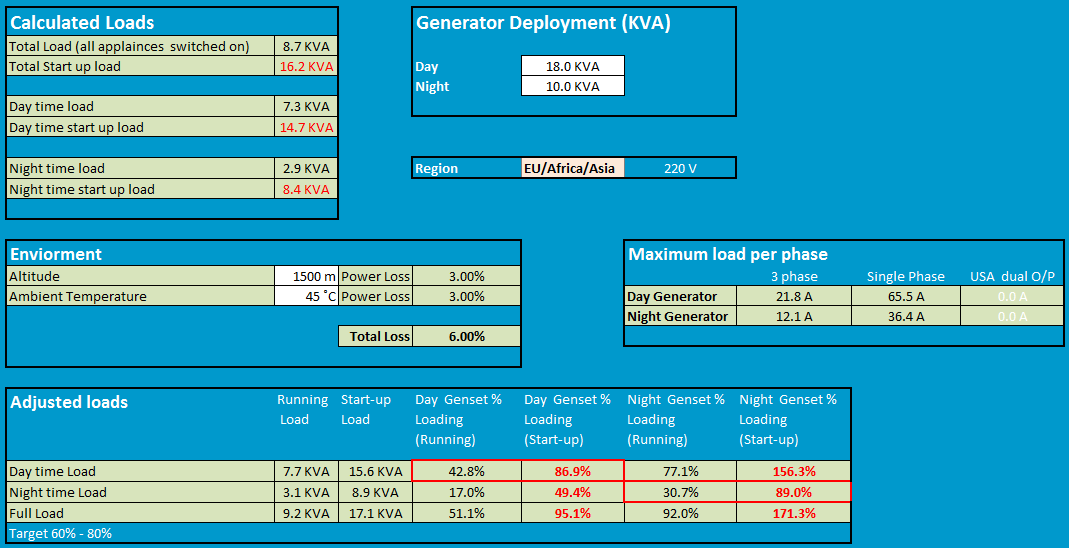 Calculated Loads
Total Load (all applainces switched on) 8.7 KVA
Total Start up load 16.2 KVA
Day time load 7.3 KVA
Day time start up load 14.7 KVA
Night time load 2.9 KVA
Night time start up load 8.4 KVA
Generator Deployment (KVA)
Day 18.0 KVA
Night 10.0 KVA
Region EU/Africa/Asia 220 V
Enviorment
Altitude 1500 m Power Loss 3.00%
Ambient Temperature 45 ˚C Power Loss 3.00%
Total Loss 6.00%
Maximum load per phase
3 phase Single Phase USA dual O/P
Day Generator 21.8 A 65.5 A 0.0 A
Night Generator 12.1 A 36.4 A 0.0 A
Adjusted loads Running Start-up Day Genset % Day Genset % Night Genset % Night Genset %
Load Load Loading Loading Loading Loading
(Running) (Start-up) (Running) (Start-up)
Day time Load 7.7 KVA 15.6 KVA 42.8% 86.9% 77.1% 156.3%
Night time Load 3.1 KVA 8.9 KVA 17.0% 49.4% 30.7% 89.0%
Full Load 9.2 KVA 17.1 KVA 51.1% 95.1% 92.0% 171.3%
Target 60% - 80%